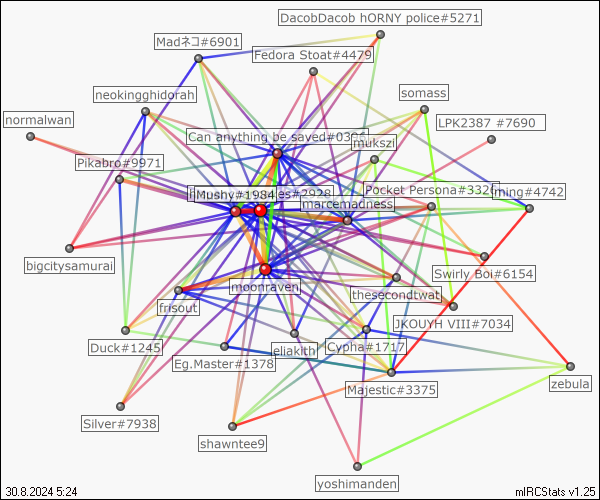 DacobDacob hORNY police#5271
Madネコ#6901
Fedora Stoat#4479
neokingghidorah
somass
normalwan
LPK2387 #7690
Can anything be saved#03
mukszi
Pikabro#9971
Mushy#1984
es#2928
Pocket Persona#3326
ming#4742
marcemadness
bigcitysamurai
Swirly Boi#6154
moonraven
thesecondtwat
frisout
JKOUYH VIII#7034
Duck#1245
eliakith
Cypha#1717
Eg.Master#1378
zebula
Majestic#3375
Silver#7938
shawntee9
yoshimanden
30.8.2024 5:24
mIRCStats v1.25